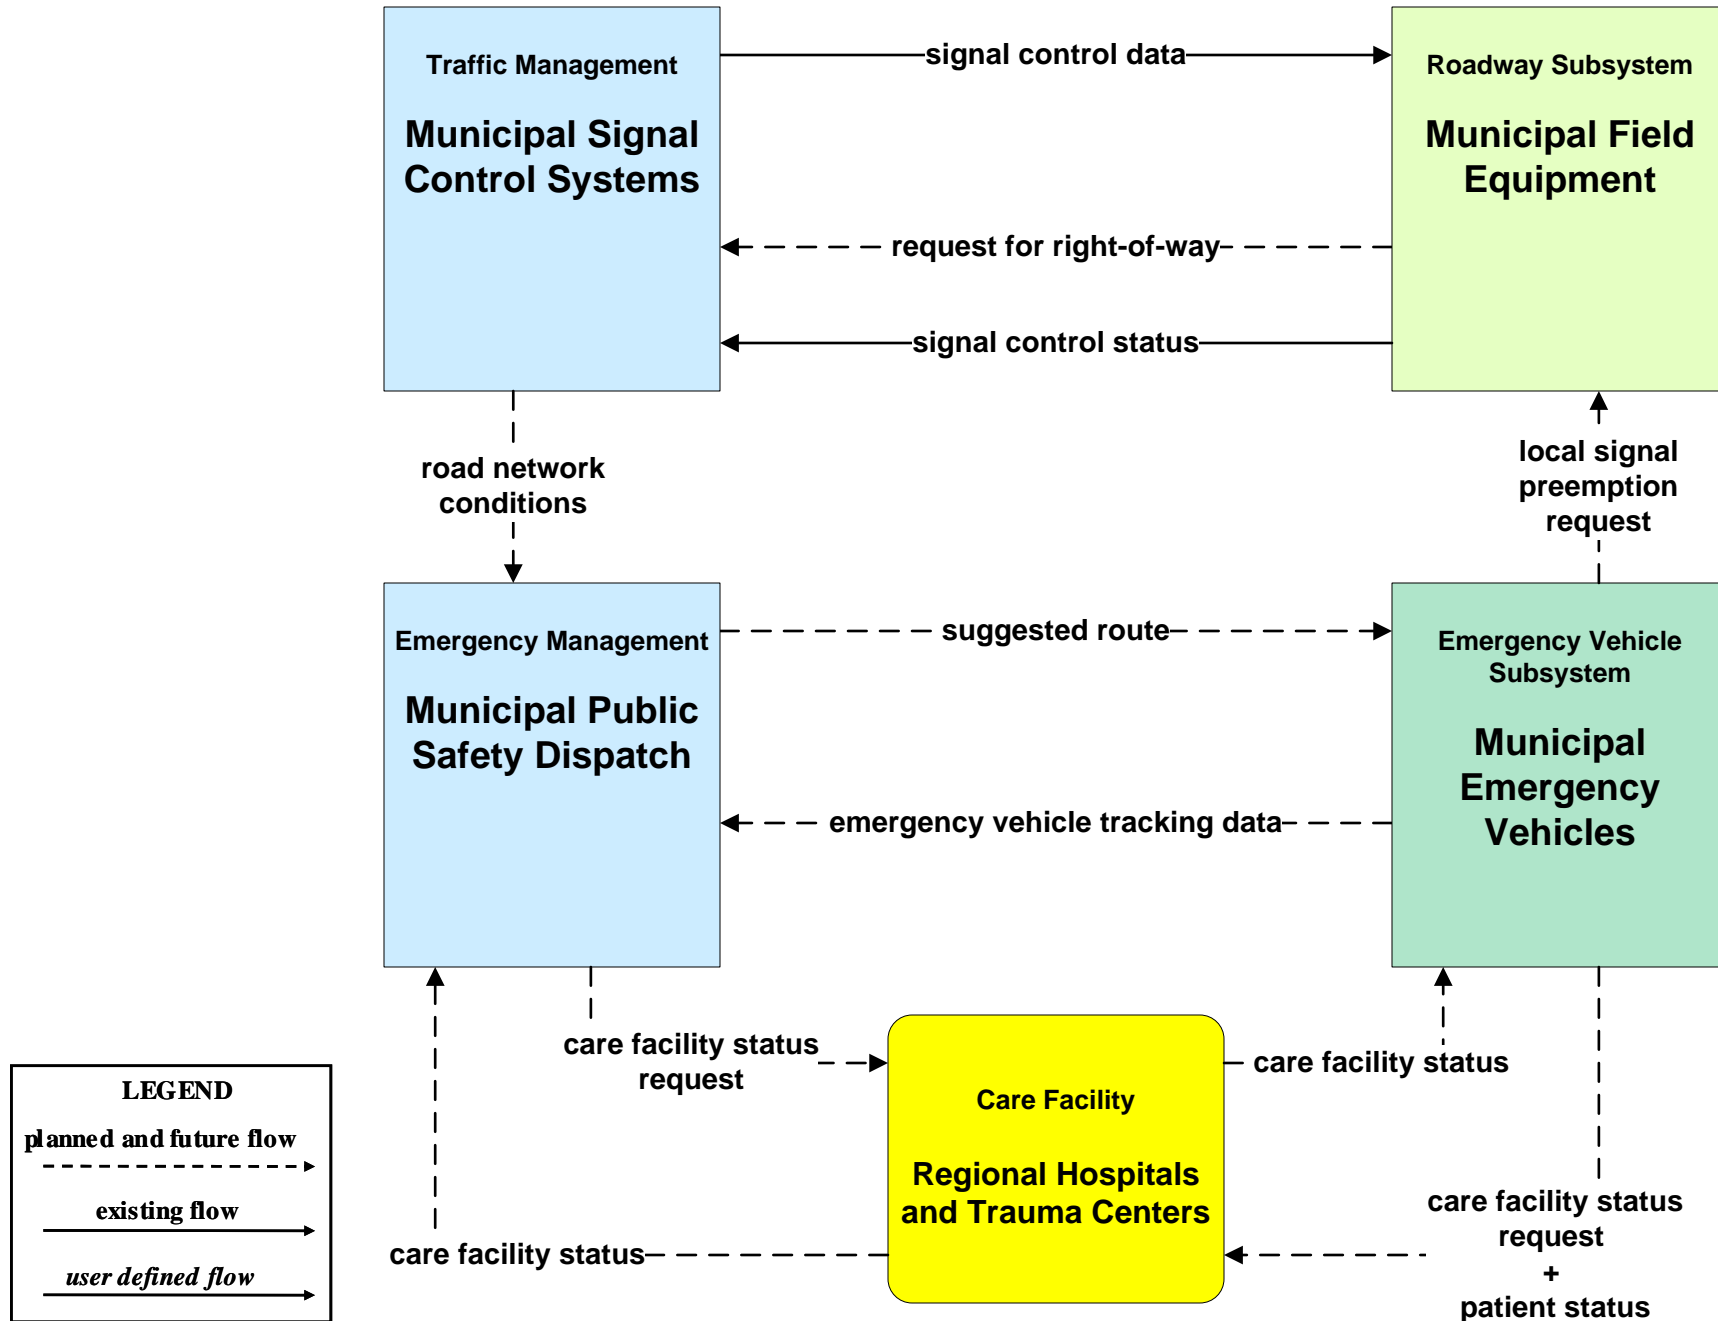 Traffic Management
Municipal Signal
Control Systems
signal control data
Roadway Subsystem
Municipal Field
Equipment
request for right-of-way
signal control status
road network
conditions
local signal
preemption
request
Emergency Management
Municipal Public
Safety Dispatch
suggested route
Emergency Vehicle
Subsystem
Municipal
Emergency
Vehicles
emergency vehicle tracking data
care facility status
request
care facility status
Care Facility
Regional Hospitals
and Trauma Centers
care facility status
care facility status
request
+
patient status
LEGEND
planned and future flow
existing flow
user defined flow